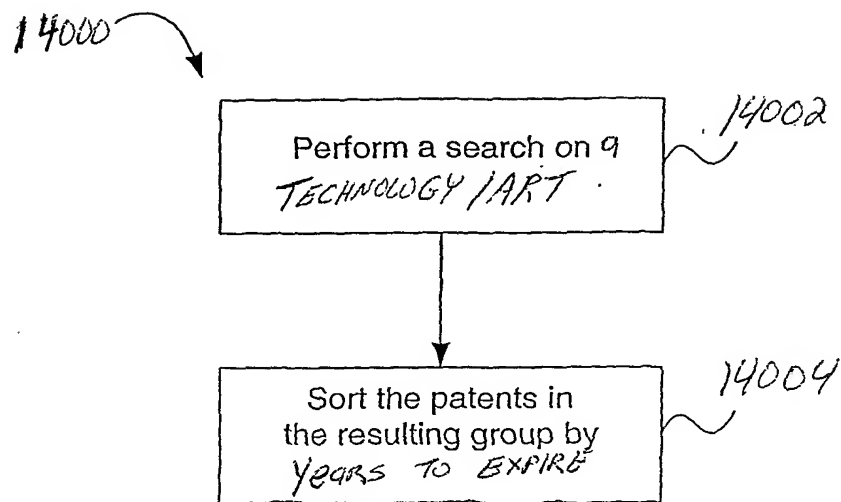 14000
14002
Perform a search on a
TECHNOLOGY / ART
14004
Sort the patents in
the resulting group by
years TO EXPIRE